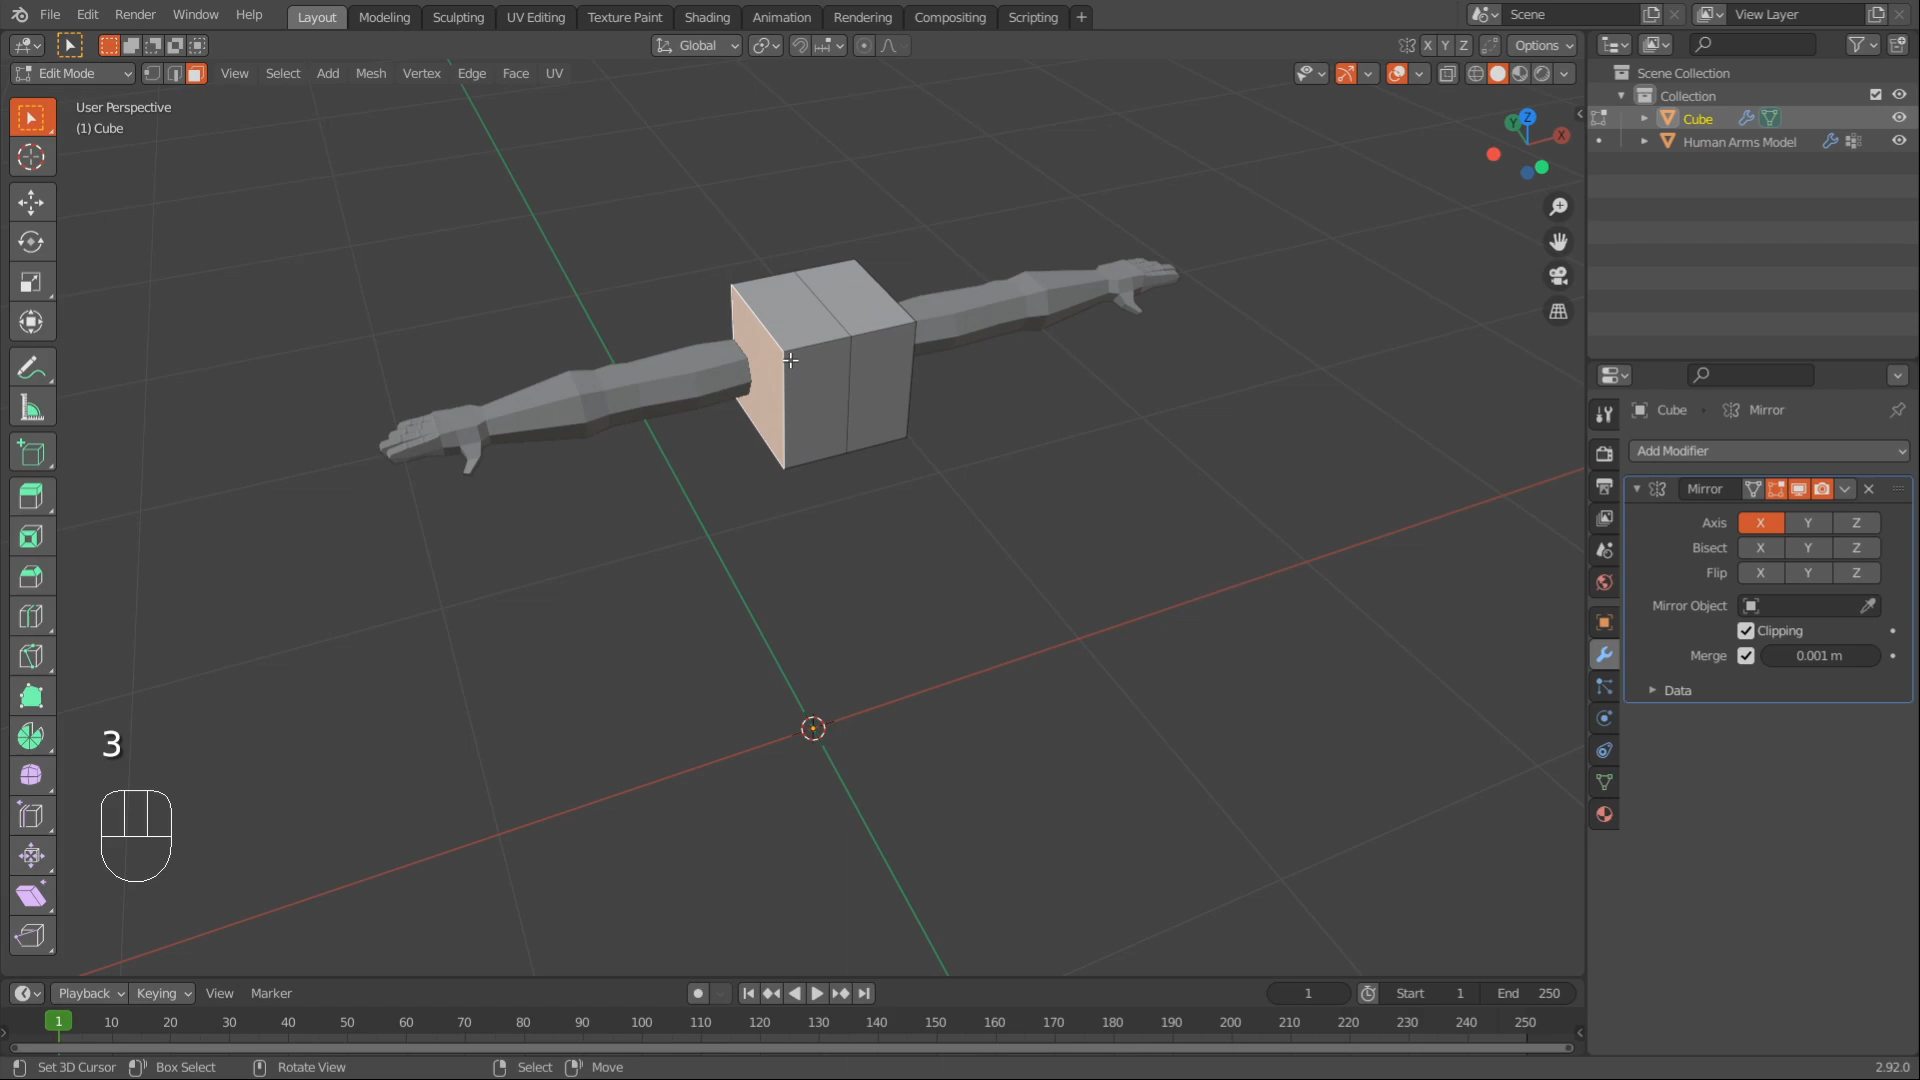 File Edit Render Window Help Layout Modeling Sculpting UV Editing Texture Paint Shading Animation Rendering Compositing Scripting + Scene View Layer
Global X Y Z Options
Edit Mode View Select Add Mesh Vertex Edge Face UV
User Perspective
(1) Cube
Scene Collection
Collection
Cube
Human Arms Model
Z
Y
X
Cube Mirror
Add Modifier
Mirror
Axis X Y Z
Bisect X Y Z
Flip X Y Z
Mirror Object
Clipping
Merge 0.001 m
Data
3
Playback Keying View Marker 1 Start 1 End 250
1 10 20 30 40 50 60 70 80 90 100 110 120 130 140 150 160 170 180 190 200 210 220 230 240 250
Set 3D Cursor Box Select Rotate View Select Move 2.92.0